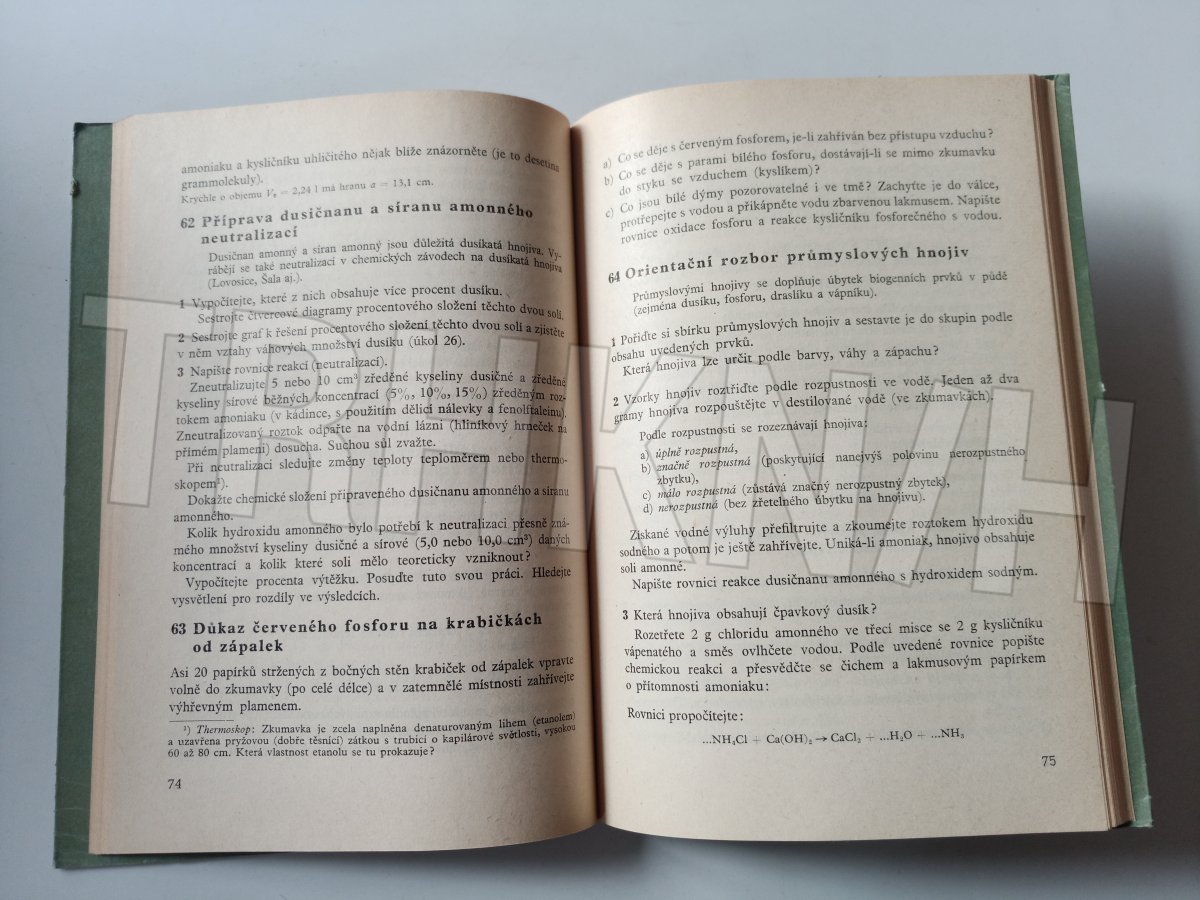 amoniaku a kysličníku uhličitého nějak blíže znázorněte (je to desetina
grammolekuly).
Krychle o objemu V₀ = 2,24 l má hranu a = 13,1 cm.
62 Příprava dusičnanu a síranu amonného
neutralizací
Dusičnan amonný a síran amonný jsou důležitá dusíkatá hnojiva. Vy-
rábějí se také neutralizací v chemických závodech na dusíkatá hnojiva
(Lovosice, Šala aj.).
1 Vypočítejte, které z nich obsahuje více procent dusíku.
Sestrojte čtvercové diagramy procentového složení těchto dvou solí.
2 Sestrojte graf k řešení procentového složení těchto dvou solí a zjistěte
v něm vztahy váhových množství dusíku (úkol 26).
3 Napište rovnice reakcí (neutralizací).
Zneutralizujte 5 nebo 10 cm³ zředěné kyseliny dusičné a zředěné
kyseliny sírové běžných koncentrací (5%, 10%, 15%) zředěným roz-
tokem amoniaku (v kádince, s použitím dělicí nálevky a fenolftaleinu).
Zneutralizovaný roztok odpařte na vodní lázni (hliníkový hrneček na
přímém plameni) dosucha. Suchou sůl zvažte.
Při neutralizaci sledujte změny teploty teploměrem nebo thermo-
skopem²).
Dokažte chemické složení připraveného dusičnanu amonného a síranu
amonného.
Kolik hydroxidu amonného bylo potřebí k neutralizaci přesně zná-
mého množství kyseliny dusičné a sírové (5,0 nebo 10,0 cm³) daných
koncentrací a kolik které soli mělo teoreticky vzniknout?
Vypočítejte procenta výtěžku. Posuďte tuto svou práci. Hledejte
vysvětlení pro rozdíly ve výsledcích.
63 Důkaz červeného fosforu na krabičkách
od zápalek
Asi 20 papírků stržených z bočných stěn krabiček od zápalek vpravte
volně do zkumavky (po celé délce) a v zatemnělé místnosti zahřívejte
výhřevným plamenem.
²) Thermoskop: Zkumavka je zcela naplněna denaturovaným lihem (etanolem)
a uzavřena pryžovou (dobře těsnící) zátkou s trubicí o kapilárové světlosti, vysokou
60 až 80 cm. Která vlastnost etanolu se tu prokazuje?
74
a) Co se děje s červeným fosforem, je-li zahříván bez přístupu vzduchu?
b) Co se děje s parami bílého fosforu, dostávají-li se mimo zkumavku
do styku se vzduchem (kyslíkem)?
c) Co jsou bílé dýmy pozorovatelné i ve tmě? Zachyťte je do válce,
protřepejte s vodou a přikápněte vodu zbarvenou lakmusem. Napište
rovnice oxidace fosforu a reakce kysličníku fosforečného s vodou.
64 Orientační rozbor průmyslových hnojiv
Průmyslovými hnojivy se doplňuje úbytek biogenních prvků v půdě
(zejména dusíku, fosforu, draslíku a vápníku).
1 Pořiďte si sbírku průmyslových hnojiv a sestavte je do skupin podle
obsahu uvedených prvků.
Která hnojiva lze určit podle barvy, váhy a zápachu?
2 Vzorky hnojiv roztřiďte podle rozpustnosti ve vodě. Jeden až dva
gramy hnojiva rozpouštějte v destilované vodě (ve zkumavkách).
Podle rozpustnosti se rozeznávají hnojiva:
a) úplně rozpustná,
b) značně rozpustná (poskytující nanejvýš polovinu nerozpustného
zbytku),
c) málo rozpustná (zůstává značný nerozpustný zbytek),
d) nerozpustná (bez zřetelného úbytku na hnojivu).
Získané vodné výluhy přefiltrujte a zkoumejte roztokem hydroxidu
sodného a potom je ještě zahřívejte. Uniká-li amoniak, hnojivo obsahuje
soli amonné.
Napište rovnici reakce dusičnanu amonného s hydroxidem sodným.
3 Která hnojiva obsahují čpavkový dusík?
Rozetřete 2 g chloridu amonného ve třecí misce se 2 g kysličníku
vápenatého a směs ovlhčete vodou. Podle uvedené rovnice popište
chemickou reakci a přesvědčte se čichem a lakmusovým papírkem
o přítomnosti amoniaku:
Rovnici propočítejte:
...NH₄Cl + Ca(OH)₂ → CaCl₂ + ...H₂O + ...NH₃
75
TRHKNIH